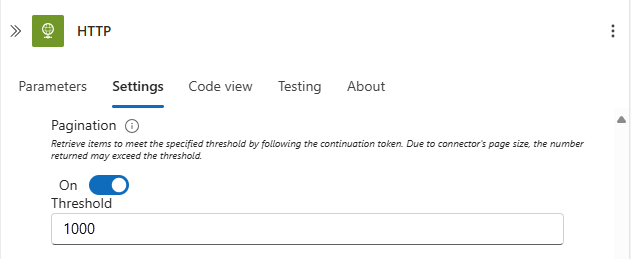 HTTP
Parameters Settings Code view Testing About
Pagination
Retrieve items to meet the specified threshold by following the continuation token. Due to connector's page size, the number
returned may exceed the threshold.
On
Threshold
1000